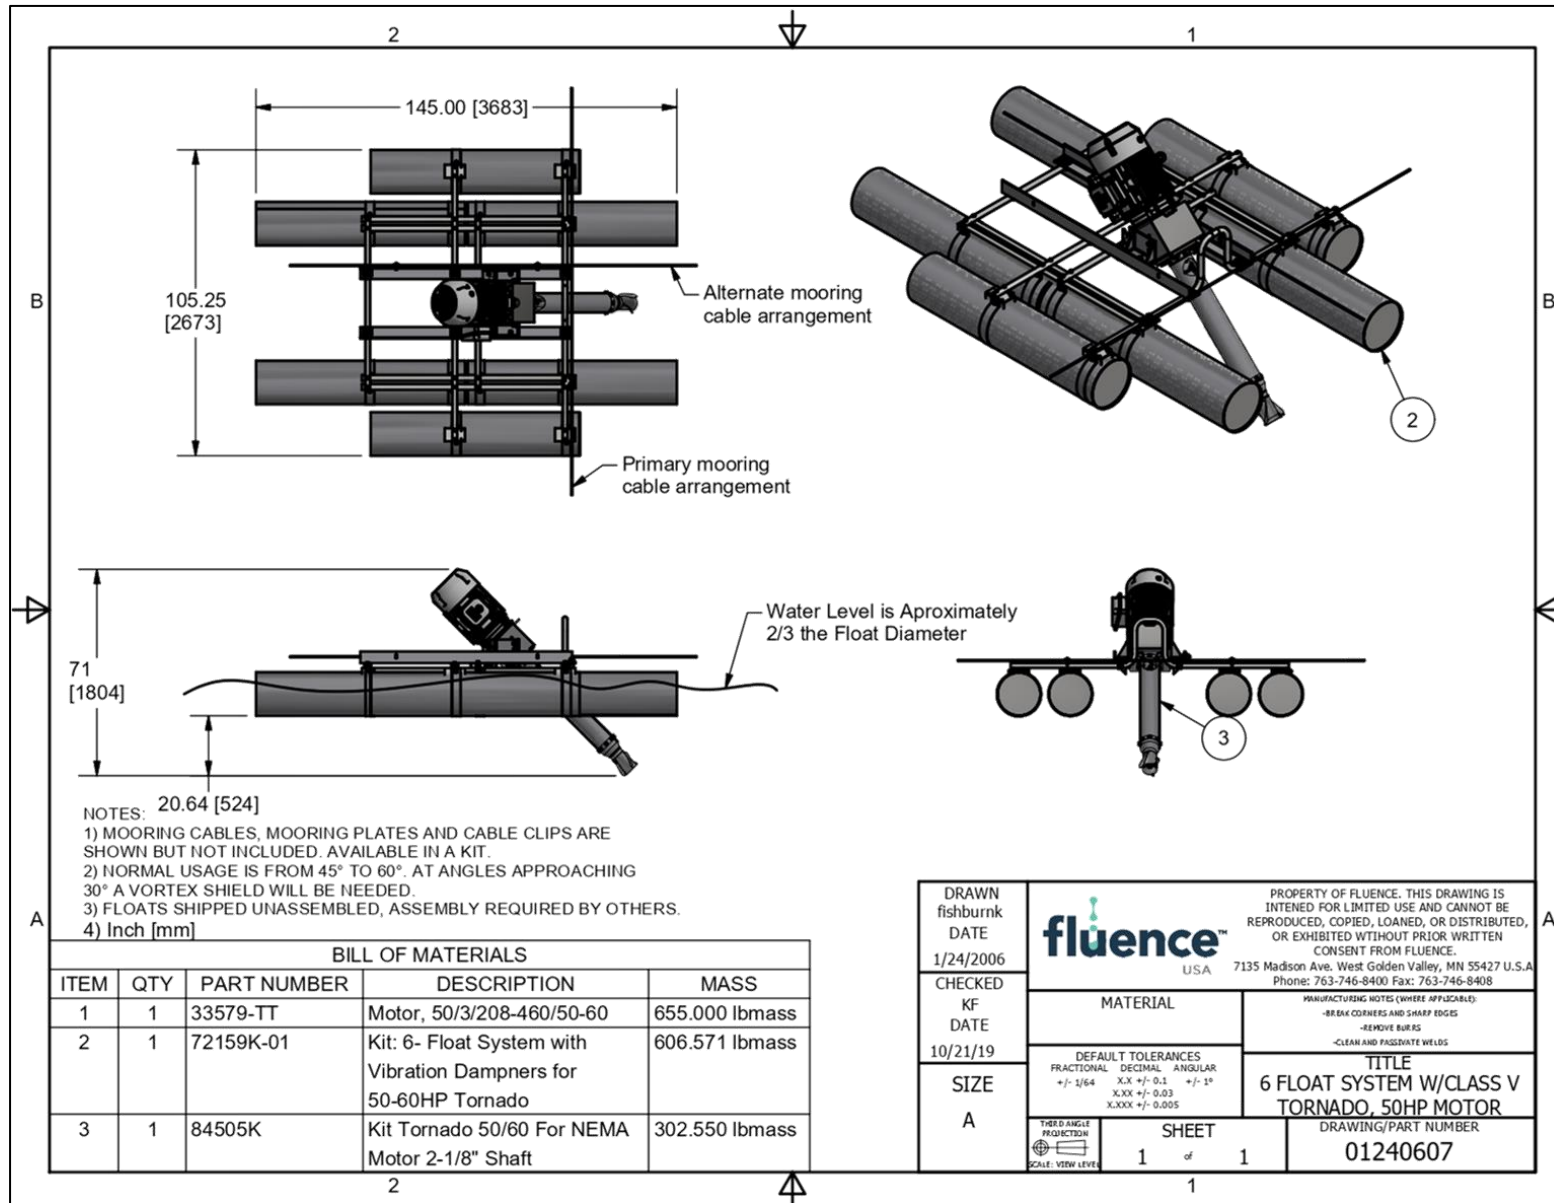 2
1
145.00 [3683]
105.25
[2673]
B
B
Alternate mooring
cable arrangement
2
Primary mooring
cable arrangement
71
[1804]
Water Level is Aproximately
2/3 the Float Diameter
3
20.64 [524]
NOTES:
1) MOORING CABLES, MOORING PLATES AND CABLE CLIPS ARE
SHOWN BUT NOT INCLUDED. AVAILABLE IN A KIT.
2) NORMAL USAGE IS FROM 45° TO 60°. AT ANGLES APPROACHING
30° A VORTEX SHIELD WILL BE NEEDED.
3) FLOATS SHIPPED UNASSEMBLED, ASSEMBLY REQUIRED BY OTHERS.
4) Inch [mm]
A
A
BILL OF MATERIALS
ITEM QTY PART NUMBER DESCRIPTION MASS
1 1 33579-TT Motor, 50/3/208-460/50-60 655.000 lbmass
2 1 72159K-01 Kit: 6- Float System with 606.571 lbmass
Vibration Dampners for
50-60HP Tornado
3 1 84505K Kit Tornado 50/60 For NEMA 302.550 lbmass
Motor 2-1/8" Shaft
DRAWN
fishburnk
DATE
1/24/2006
CHECKED
KF
DATE
10/21/19
SIZE
A
fluence™
USA
PROPERTY OF FLUENCE. THIS DRAWING IS
INTENED FOR LIMITED USE AND CANNOT BE
REPRODUCED, COPIED, LOANED, OR DISTRIBUTED,
OR EXHIBITED WTIHOUT PRIOR WRITTEN
CONSENT FROM FLUENCE.
7135 Madison Ave. West Golden Valley, MN 55427 U.S.A
Phone: 763-746-8400 Fax: 763-746-8408
MATERIAL
MANUFACTURING NOTES (WHERE APPLICABLE):
-BREAK CORNERS AND SHARP EDGES
-REMOVE BURRS
-CLEAN AND PASSIVATE WELDS
DEFAULT TOLERANCES
FRACTIONAL DECIMAL ANGULAR
+/- 1/64 X.X +/- 0.1 +/- 1°
X.XX +/- 0.03
X.XXX +/- 0.005
TITLE
6 FLOAT SYSTEM W/CLASS V
TORNADO, 50HP MOTOR
THIRD ANGLE
PROJECTION
SCALE: VIEW LEVEL
SHEET
1 of 1
DRAWING/PART NUMBER
01240607
2
1